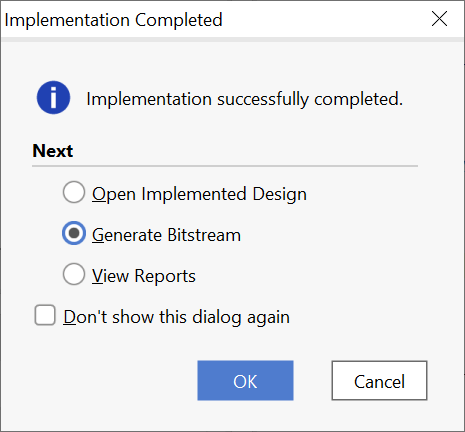 Implementation Completed
Implementation successfully completed.
Next
Open Implemented Design
Generate Bitstream
View Reports
Don't show this dialog again
OK
Cancel